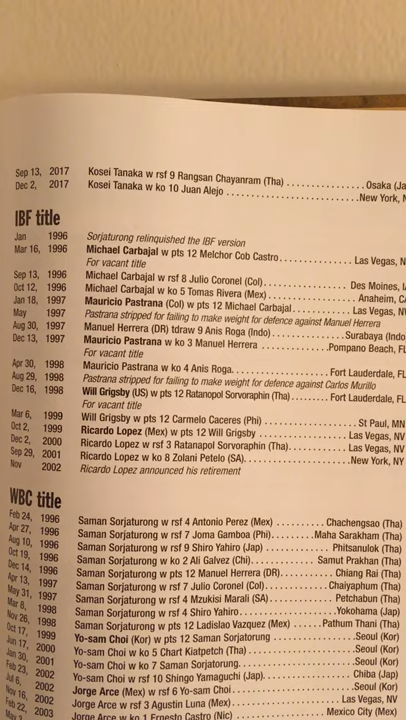 Sep 13, 2017 Kosei Tanaka w rsf 9 Rangsan Chayanram (Tha) ............... Osaka (Ja
Dec 2, 2017 Kosei Tanaka w ko 10 Juan Alejo ............................... New York, N
IBF title
Jan 1996 Sorjaturong relinquished the IBF version
Mar 16, 1996 Michael Carbajal w pts 12 Melchor Cob Castro .................. Las Vegas, N
For vacant title
Sep 13, 1996 Michael Carbajal w rsf 8 Julio Coronel (Col) ................... Des Moines, I
Oct 12, 1996 Michael Carbajal w ko 5 Tomas Rivera (Mex) .................. Anaheim, C
Jan 18, 1997 Mauricio Pastrana (Col) w pts 12 Michael Carbajal ............... Las Vegas, N
May 1997 Pastrana stripped for failing to make weight for defence against Manuel Herrera
Aug 30, 1997 Manuel Herrera (DR) tdraw 9 Anis Roga (Indo) ................. Surabaya (Indo
Dec 13, 1997 Mauricio Pastrana w ko 3 Manuel Herrera ................ Pompano Beach, FL
For vacant title
Apr 30, 1998 Mauricio Pastrana w ko 4 Anis Roga ...................... Fort Lauderdale, FL
Aug 29, 1998 Pastrana stripped for failing to make weight for defence against Carlos Murillo
Dec 16, 1998 Will Grigsby (US) w pts 12 Ratanopol Sorvoraphin (Tha) ........ Fort Lauderdale, FL
For vacant title
Mar 6, 1999 Will Grigsby w pts 12 Carmelo Caceres (Phi) .................... St Paul, MN
Oct 2, 1999 Ricardo Lopez (Mex) w pts 12 Will Grigsby ................... Las Vegas, NV
Dec 2, 2000 Ricardo Lopez w rsf 3 Ratanapol Sorvoraphin (Tha) .............. Las Vegas, NV
Sep 29, 2001 Ricardo Lopez w ko 8 Zolani Petelo (SA) ....................... New York, NY
Nov 2002 Ricardo Lopez announced his retirement
WBC title
Feb 24, 1996 Saman Sorjaturong w rsf 4 Antonio Perez (Mex) .......... Chachengsao (Tha)
Apr 27, 1996 Saman Sorjaturong w rsf 7 Joma Gamboa (Phi) .......... Maha Sarakham (Tha)
Aug 10, 1996 Saman Sorjaturong w rsf 9 Shiro Yahiro (Jap) .............. Phitsanulok (Tha)
Oct 19, 1996 Saman Sorjaturong w ko 2 Ali Galvez (Chi) ............. Samut Prakhan (Tha)
Dec 14, 1996 Saman Sorjaturong w pts 12 Manuel Herrera (DR) ............ Chiang Rai (Tha)
Apr 13, 1997 Saman Sorjaturong w rsf 7 Julio Coronel (Col) ............. Chaiyaphum (Tha)
May 31, 1997 Saman Sorjaturong w rsf 4 Mzukisi Marali (SA) ............. Petchabun (Tha)
Mar 8, 1998 Saman Sorjaturong w rsf 4 Shiro Yahiro .................... Yokohama (Jap)
Nov 26, 1998 Saman Sorjaturong w pts 12 Ladislao Vazquez (Mex) ....... Pathum Thani (Tha)
Oct 17, 1999 Yo-sam Choi (Kor) w pts 12 Saman Sorjaturong ................ Seoul (Kor)
Jun 17, 2000 Yo-sam Choi w ko 5 Chart Kiatpetch (Tha) .................... Seoul (Kor)
Jan 30, 2001 Yo-sam Choi w ko 7 Saman Sorjaturong ...................... Seoul (Kor)
Feb 23, 2002 Yo-sam Choi w rsf 10 Shingo Yamaguchi (Jap) ................. Chiba (Jap)
Jul 6, 2002 Jorge Arce (Mex) w rsf 6 Yo-sam Choi ....................... Seoul (Kor)
Nov 16, 2002 Jorge Arce w rsf 3 Agustin Luna (Mex) ................... Las Vegas, NV
Feb 22, 2003 Jorge Arce w ko 1 Ernesto Castro (Nic) .................. Mexico City (Mex)